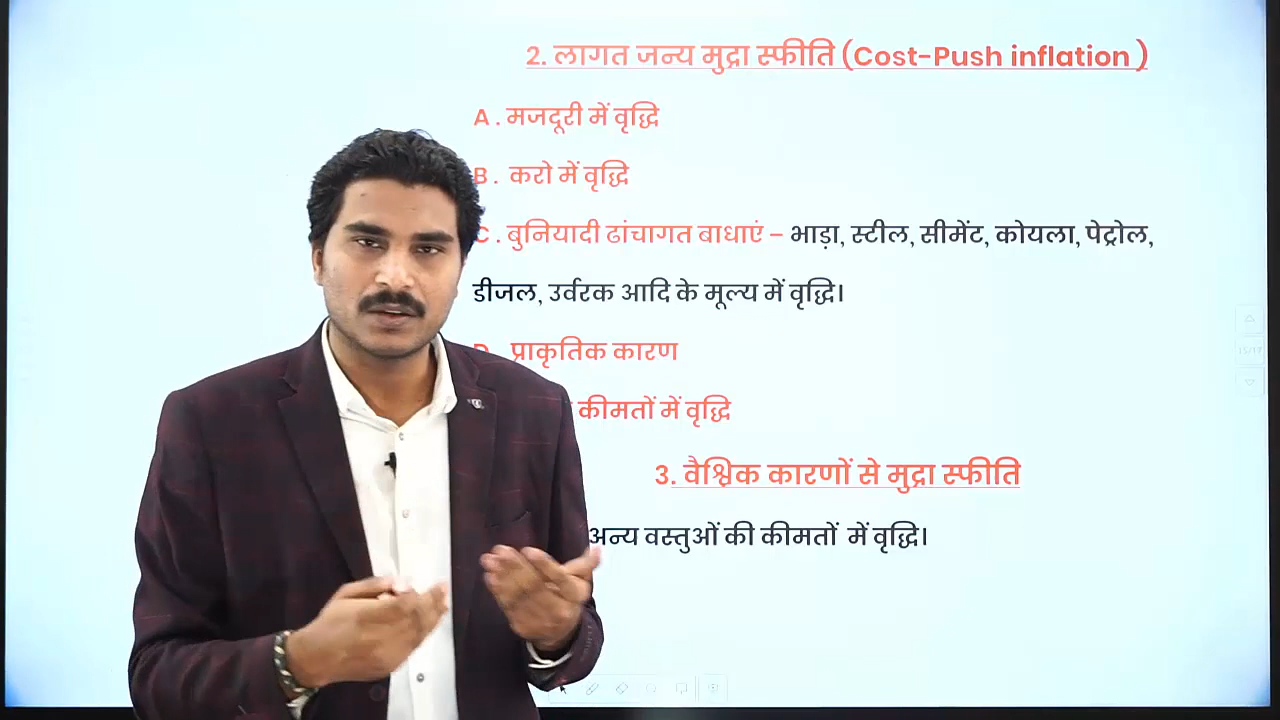 2. लागत जन्य मुद्रा स्फीति (Cost-Push inflation )
A . मजदूरी में वृद्धि
B . करो में वृद्धि
C . बुनियादी ढांचागत बाधाएं – भाड़ा, स्टील, सीमेंट, कोयला, पेट्रोल,
डीजल, उर्वरक आदि के मूल्य में वृद्धि।
प्राकृतिक कारण
कीमतों में वृद्धि
3. वैश्विक कारणों से मुद्रा स्फीति
अन्य वस्तुओं की कीमतों में वृद्धि।